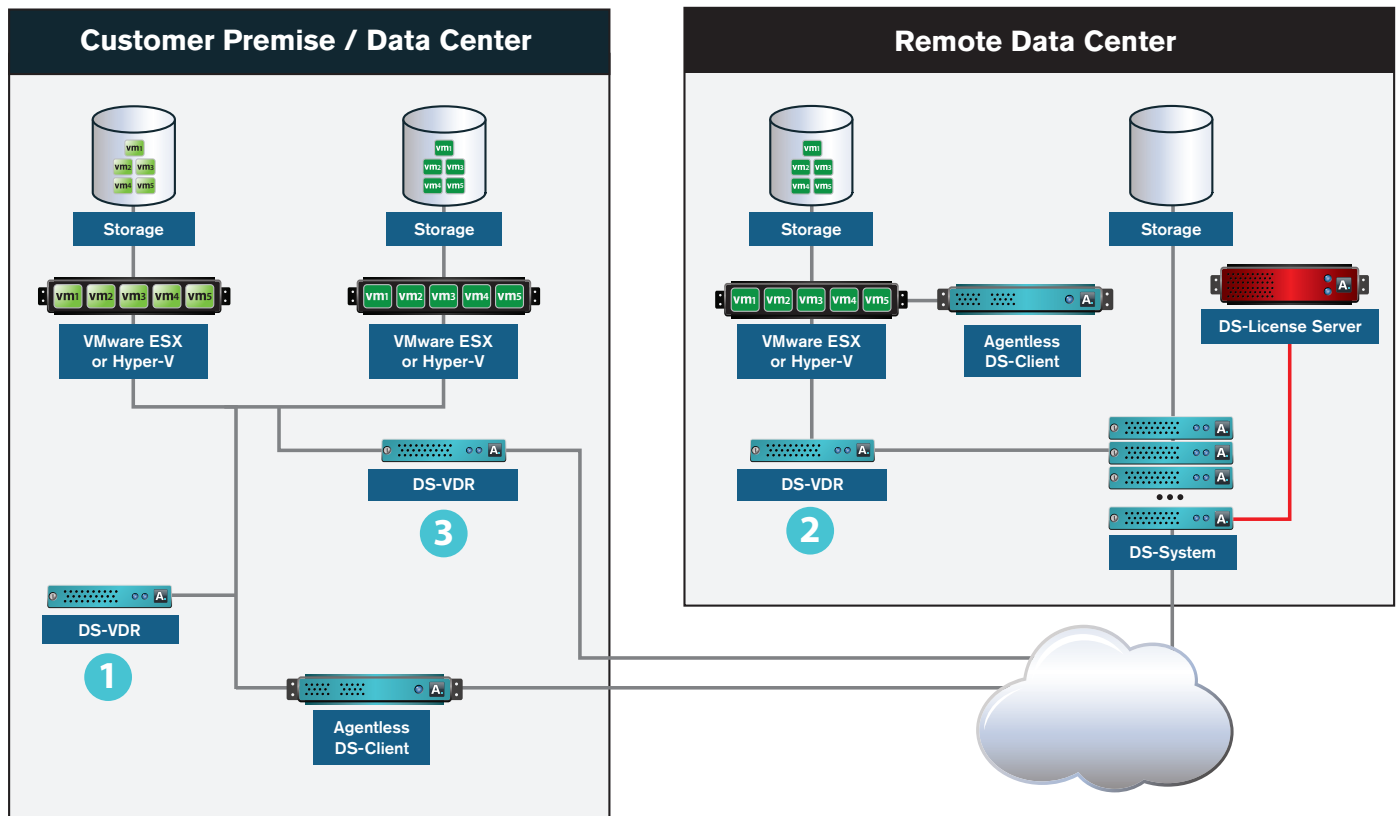 Customer Premise / Data Center
vm1
vm2 vm3
vm4 vm5
Storage
vm1 vm2 vm3 vm4 vm5
VMware ESX
or Hyper-V
vm1
vm2 vm3
vm4 vm5
Storage
vm1 vm2 vm3 vm4 vm5
VMware ESX
or Hyper-V
A.
DS-VDR
3
A.
DS-VDR
1
A.
Agentless
DS-Client
Remote Data Center
vm1
vm2 vm3
vm4 vm5
Storage
vm1 vm2 vm3 vm4 vm5
VMware ESX
or Hyper-V
A.
Agentless
DS-Client
A.
DS-VDR
2
Storage
A.
DS-License Server
A.
A.
A.
...
A.
DS-System